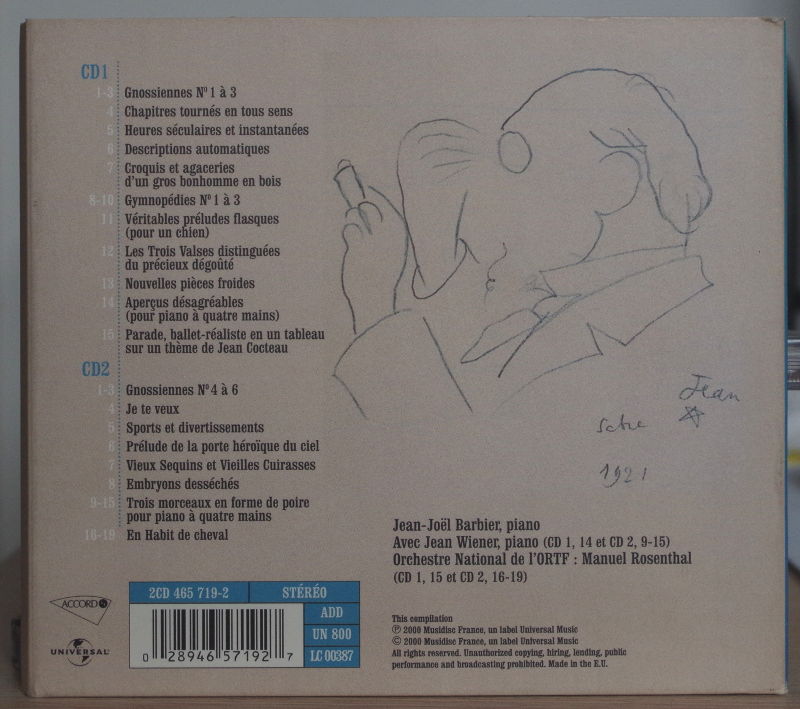 CD1
1-3 Gnossiennes Nº 1 à 3
4 Chapitres tournés en tous sens
5 Heures séculaires et instantanées
6 Descriptions automatiques
7 Croquis et agaceries
d'un gros bonhomme en bois
8-10 Gymnopédies Nº 1 à 3
11 Véritables préludes flasques
(pour un chien)
12 Les Trois Valses distinguées
du précieux dégoûté
13 Nouvelles pièces froides
14 Aperçus désagréables
(pour piano à quatre mains)
15 Parade, ballet-réaliste en un tableau
sur un thème de Jean Cocteau
CD2
1-3 Gnossiennes Nº 4 à 6
4 Je te veux
5 Sports et divertissements
6 Prélude de la porte héroïque du ciel
7 Vieux Sequins et Vieilles Cuirasses
8 Embryons desséchés
9-15 Trois morceaux en forme de poire
pour piano à quatre mains
16-19 En Habit de cheval
Jean
Satie
1921
Jean-Joël Barbier, piano
Avec Jean Wiener, piano (CD 1, 14 et CD 2, 9-15)
Orchestre National de l'ORTF : Manuel Rosenthal
(CD 1, 15 et CD 2, 16-19)
ACCORD
UNIVERSAL
2CD 465 719-2 STÉRÉO
ADD
UN 800
LC 00387
0 28946 57192 7
This compilation
℗ 2000 Musidisc France, un label Universal Music
© 2000 Musidisc France, un label Universal Music
All rights reserved. Unauthorized copying, hiring, lending, public
performance and broadcasting prohibited. Made in the E.U.